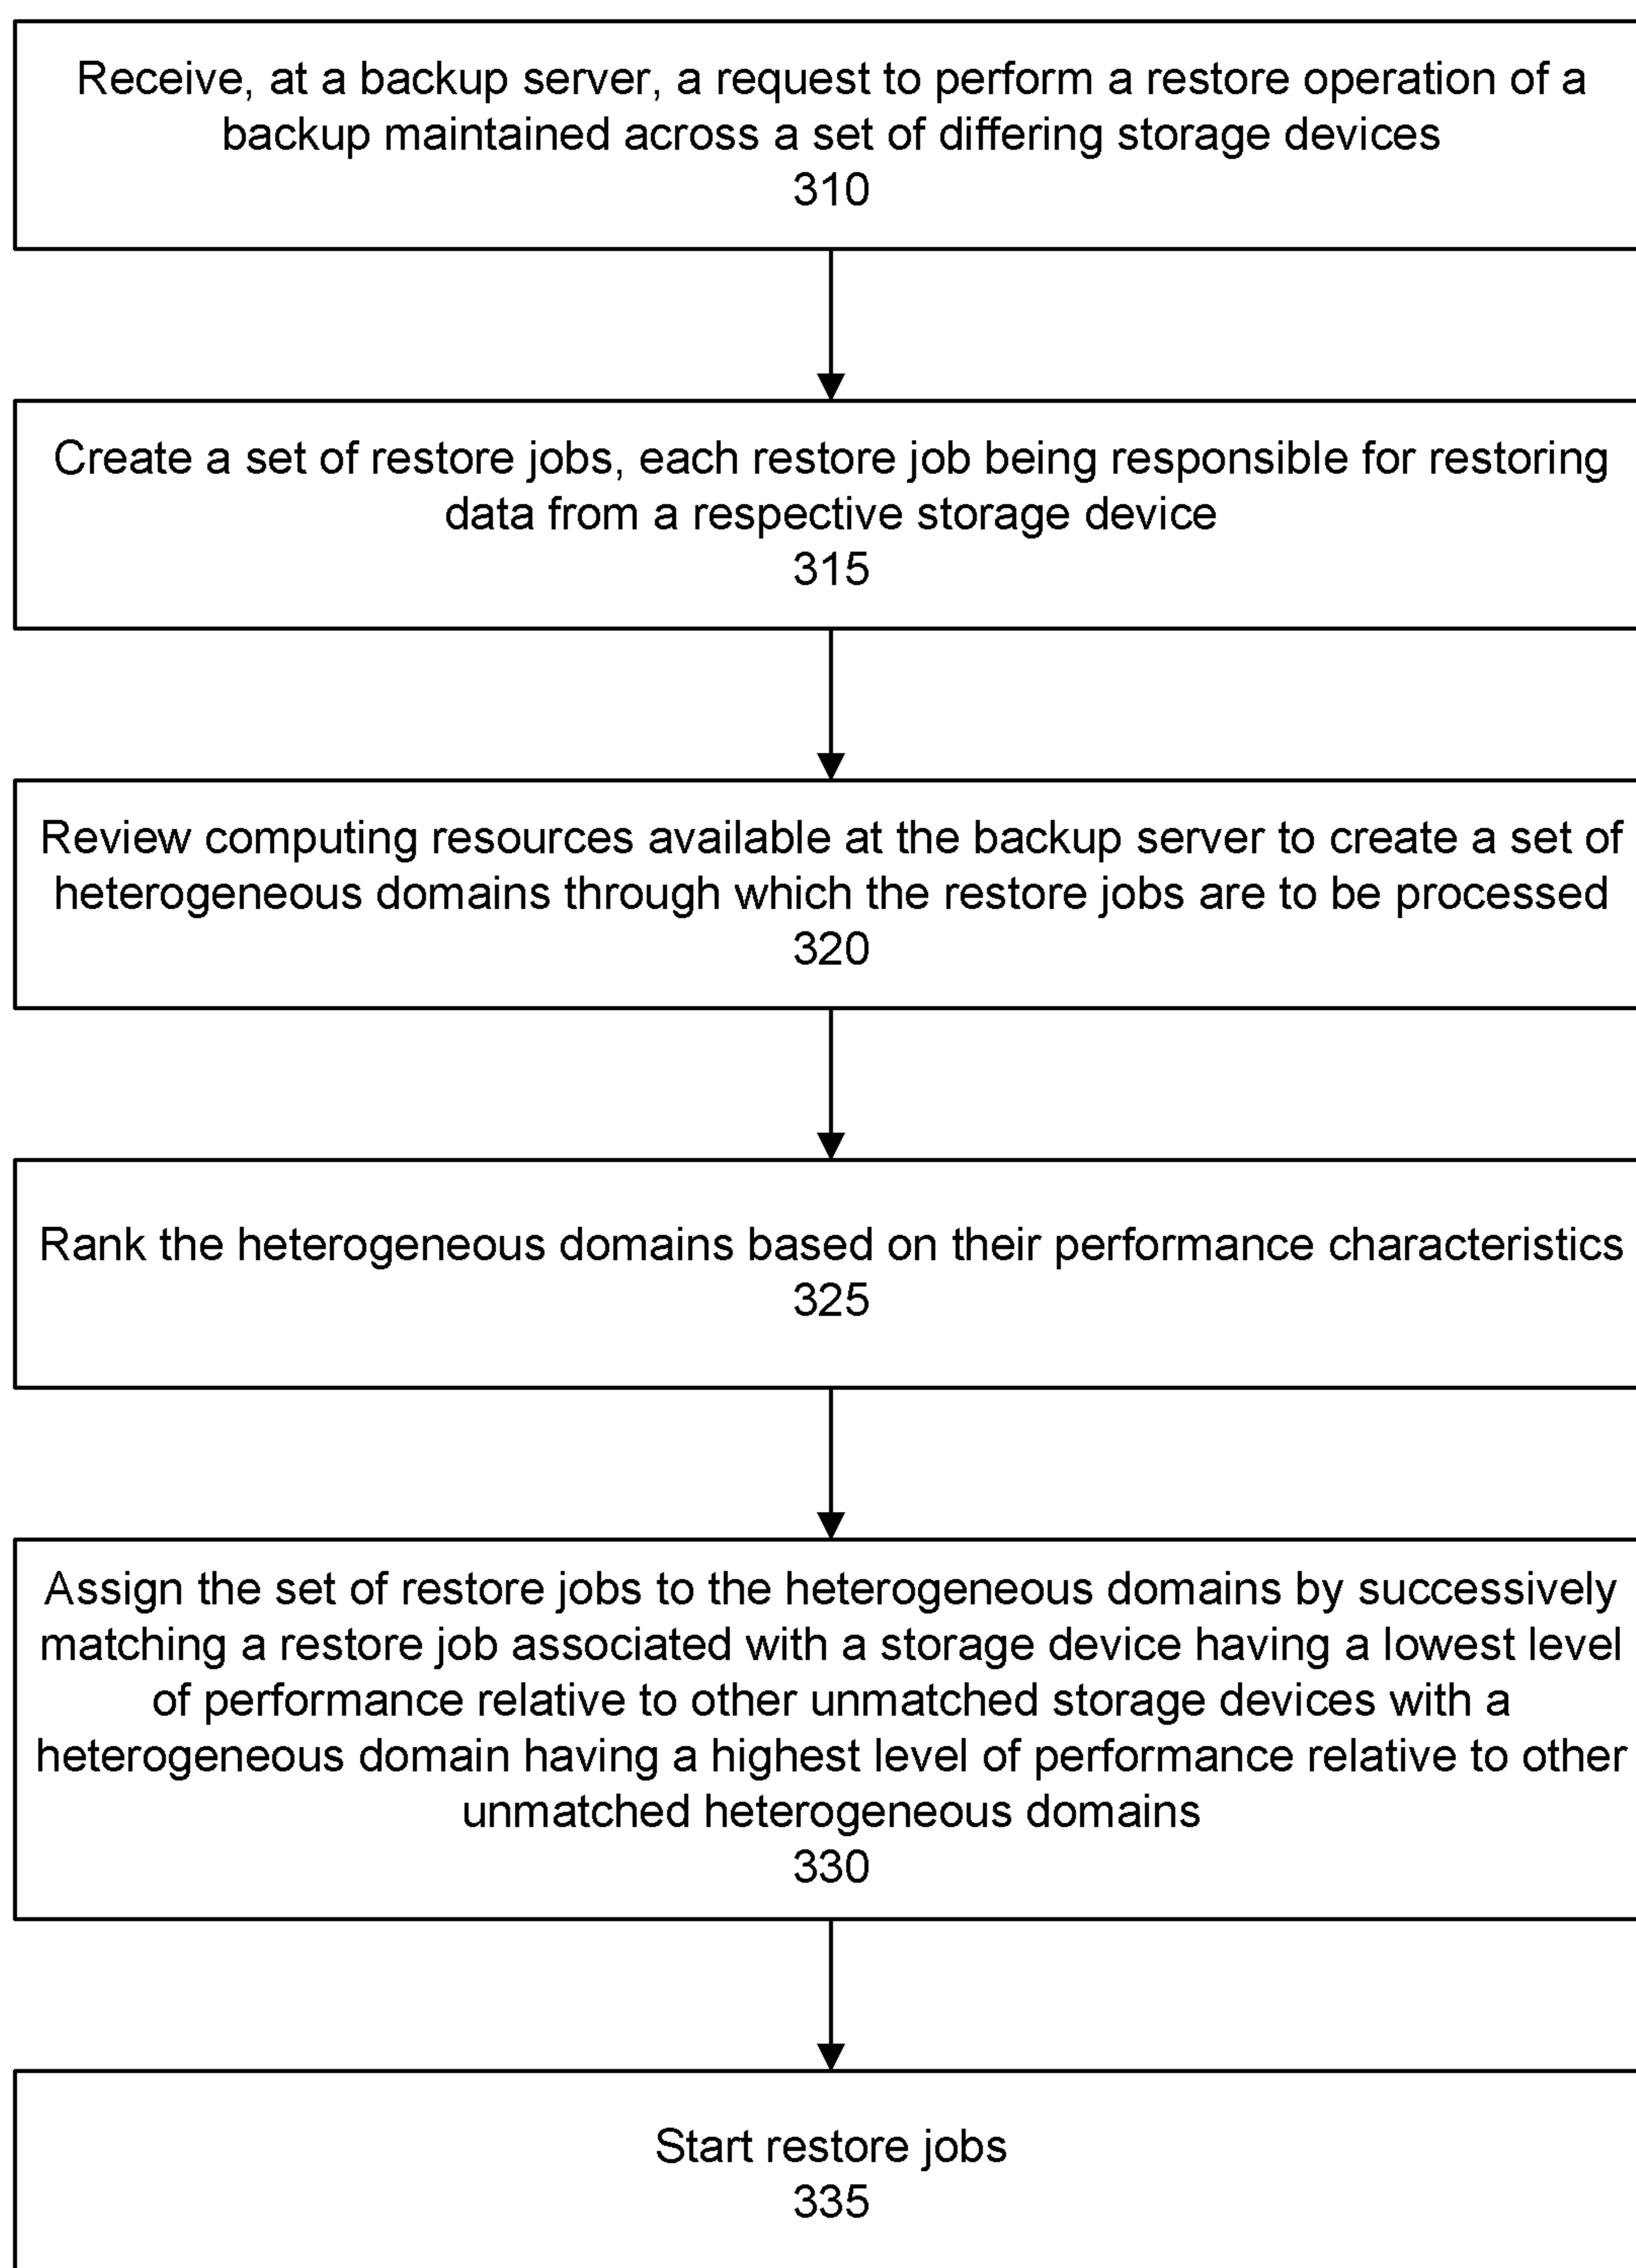 Receive, at a backup server, a request to perform a restore operation of a
backup maintained across a set of differing storage devices
310
Create a set of restore jobs, each restore job being responsible for restoring
data from a respective storage device
315
Review computing resources available at the backup server to create a set of
heterogeneous domains through which the restore jobs are to be processed
320
Rank the heterogeneous domains based on their performance characteristics
325
Assign the set of restore jobs to the heterogeneous domains by successively
matching a restore job associated with a storage device having a lowest level
of performance relative to other unmatched storage devices with a
heterogeneous domain having a highest level of performance relative to other
unmatched heterogeneous domains
330
Start restore jobs
335